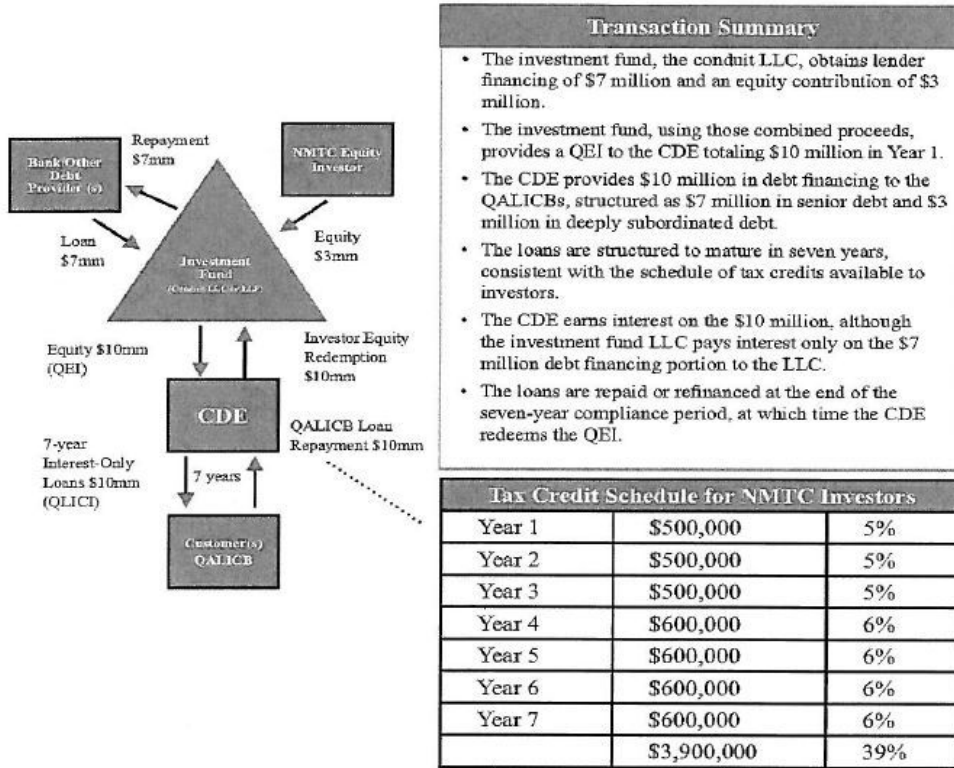 Bank/Other
Debt
Provider (s)
Repayment
$7mm
NMTC Equity
Investor
Loan
$7mm
Equity
$3mm
Investment
Fund
Equity $10mm
(QEI)
Investor Equity
Redemption
$10mm
CDE
QALICB Loan
Repayment $10mm
7-year
Interest-Only
Loans $10mm
(QLICI)
7 years
Customer(s)
QALICB
Transaction Summary
• The investment fund, the conduit LLC, obtains lender
financing of $7 million and an equity contribution of $3
million.
• The investment fund, using those combined proceeds,
provides a QEI to the CDE totaling $10 million in Year 1.
• The CDE provides $10 million in debt financing to the
QALICBs, structured as $7 million in senior debt and $3
million in deeply subordinated debt.
• The loans are structured to mature in seven years,
consistent with the schedule of tax credits available to
investors.
• The CDE earns interest on the $10 million, although
the investment fund LLC pays interest only on the $7
million debt financing portion to the LLC.
• The loans are repaid or refinanced at the end of the
seven-year compliance period, at which time the CDE
redeems the QEI.
Tax Credit Schedule for NMTC Investors
Year 1 $500,000 5%
Year 2 $500,000 5%
Year 3 $500,000 5%
Year 4 $600,000 6%
Year 5 $600,000 6%
Year 6 $600,000 6%
Year 7 $600,000 6%
$3,900,000 39%